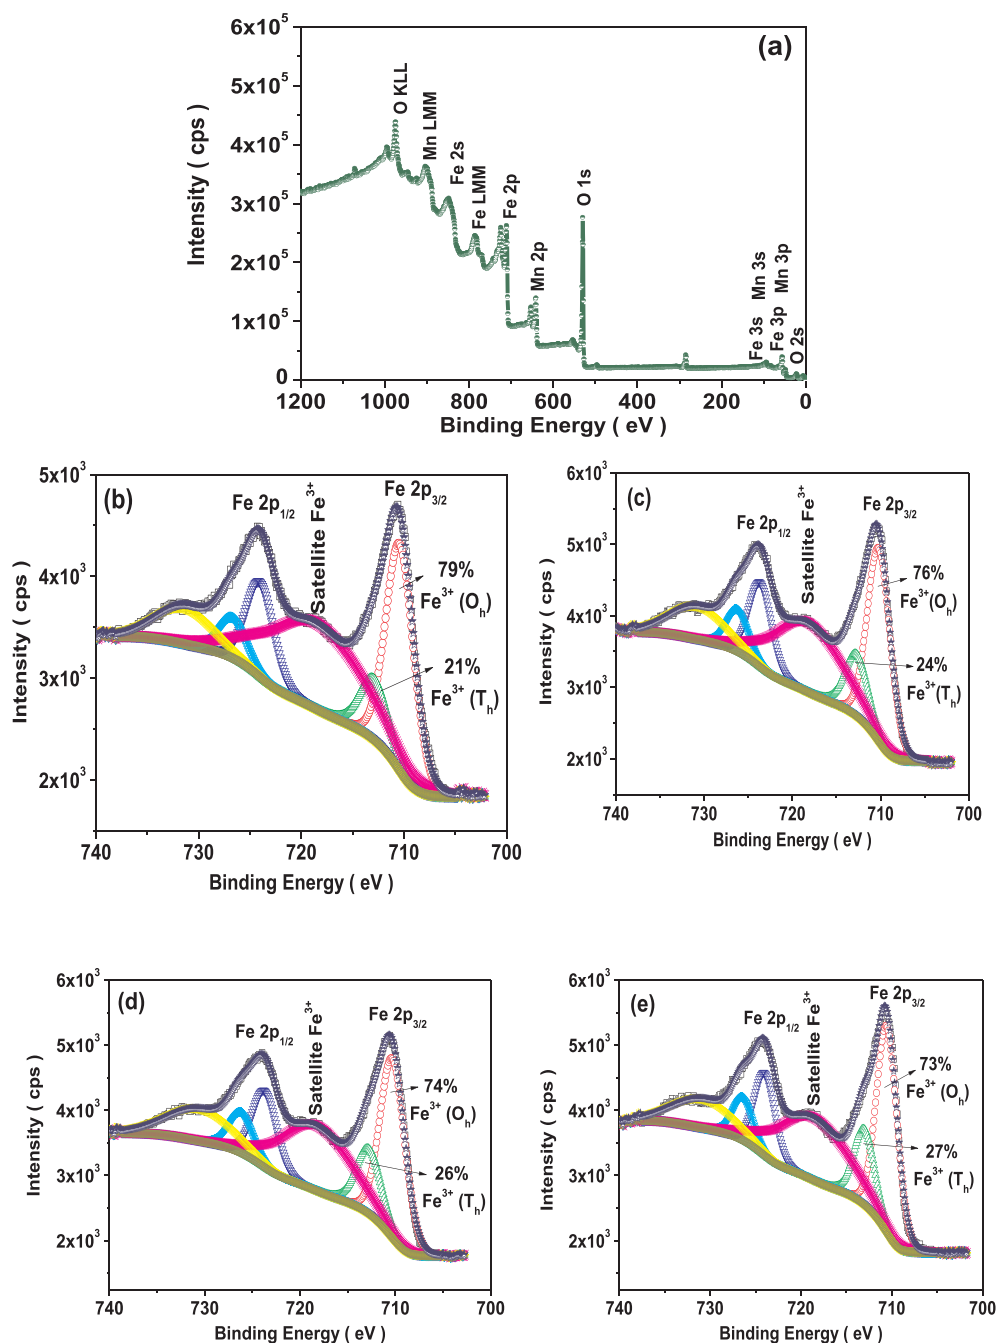 (a)
6x10⁵
5x10⁵
4x10⁵
3x10⁵
2x10⁵
1x10⁵
0
Intensity ( cps )
O KLL
Mn LMM
Fe 2s
Fe LMM
Fe 2p
Mn 2p
O 1s
Fe 3s
Mn 3s
Fe 3p
Mn 3p
O 2s
1200 1000 800 600 400 200 0
Binding Energy ( eV )
(b)
5x10³
4x10³
3x10³
2x10³
Intensity ( cps )
Fe 2p1/2
Satellite Fe³⁺
Fe 2p3/2
79%
Fe³⁺ (Oh)
21%
Fe³⁺ (Th)
740 730 720 710 700
Binding Energy ( eV )
(c)
6x10³
5x10³
4x10³
3x10³
2x10³
Intensity ( cps )
Fe 2p1/2
Satellite Fe³⁺
Fe 2p3/2
76%
Fe³⁺(Oh)
24%
Fe³⁺(Th)
740 730 720 710 700
Binding Energy ( eV )
(d)
6x10³
5x10³
4x10³
3x10³
2x10³
Intensity ( cps )
Fe 2p1/2
Satellite Fe³⁺
Fe 2p3/2
74%
Fe³⁺ (Oh)
26%
Fe³⁺ (Th)
740 730 720 710 700
Binding Energy ( eV )
(e)
6x10³
5x10³
4x10³
3x10³
2x10³
Intensity ( cps )
Fe 2p1/2
Satellite Fe³⁺
Fe 2p3/2
73%
Fe³⁺ (Oh)
27%
Fe³⁺ (Th)
740 730 720 710 700
Binding Energy ( eV )